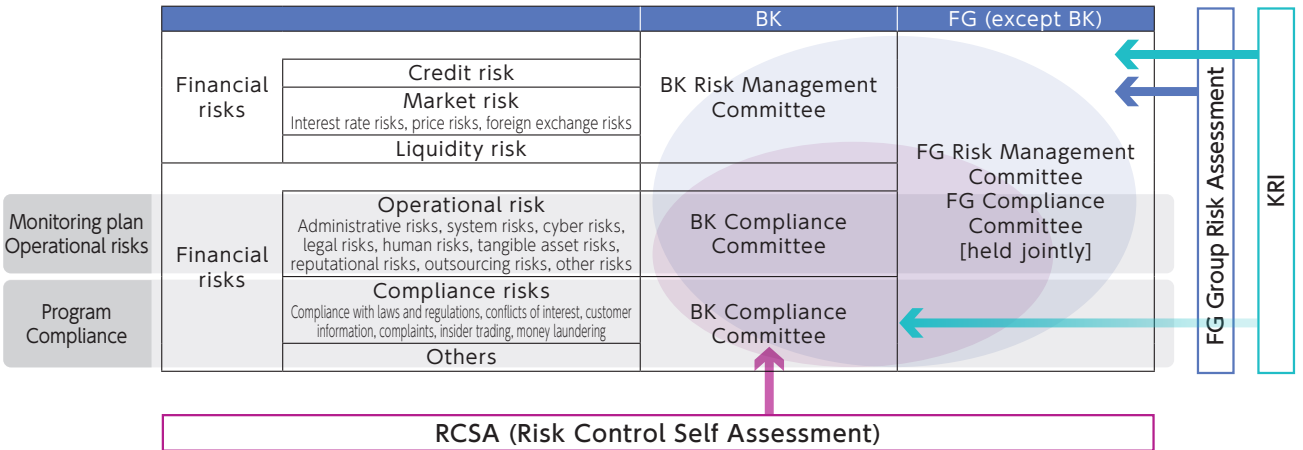 BK
FG (except BK)
Financial
risks
Credit risk
Market risk
Interest rate risks, price risks, foreign exchange risks
Liquidity risk
BK Risk Management
Committee
FG Risk Management
Committee
FG Compliance
Committee
[held jointly]
Monitoring plan
Operational risks
Financial
risks
Operational risk
Administrative risks, system risks, cyber risks,
legal risks, human risks, tangible asset risks,
reputational risks, outsourcing risks, other risks
BK Compliance
Committee
Program
Compliance
Compliance risks
Compliance with laws and regulations, conflicts of interest, customer
information, complaints, insider trading, money laundering
Others
BK Compliance
Committee
FG Group Risk Assessment
KRI
RCSA (Risk Control Self Assessment)